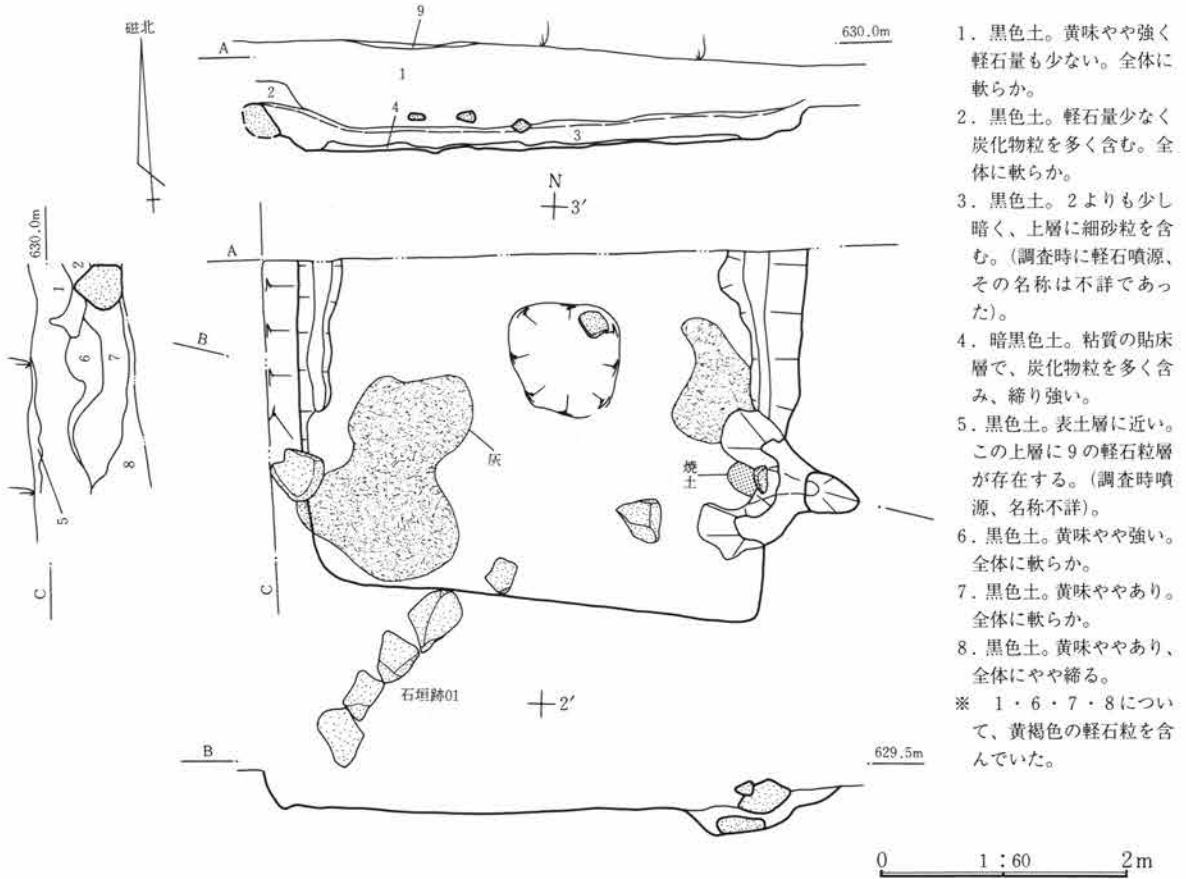 磁北
9
A
630.0m
1
2
4
3
N
3′
630.0m
A
2
1
6
7
B
8
灰
焼土
5
C
C
石垣跡01
2′
B
629.5m
0 1：60 2m
1．黒色土。黄味やや強く
軽石量も少ない。全体に
軟らか。
2．黒色土。軽石量少なく
炭化物粒を多く含む。全
体に軟らか。
3．黒色土。2よりも少し
暗く、上層に細砂粒を含
む。（調査時に軽石噴源、
その名称は不詳であっ
た）。
4．暗黒色土。粘質の貼床
層で、炭化物粒を多く含
み、締り強い。
5．黒色土。表土層に近い。
この上層に9の軽石粒層
が存在する。（調査時噴
源、名称不詳）。
6．黒色土。黄味やや強い。
全体に軟らか。
7．黒色土。黄味ややあり。
全体に軟らか。
8．黒色土。黄味ややあり、
全体にやや締る。
※　1・6・7・8につい
て、黄褐色の軽石粒を含
んでいた。